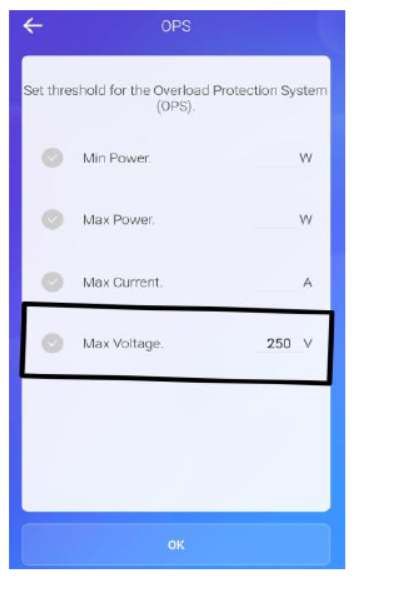 OPS
Set threshold for the Overload Protection System
(OPS).
Min Power. W
Max Power. W
Max Current. A
Max Voltage. 250 V
OK